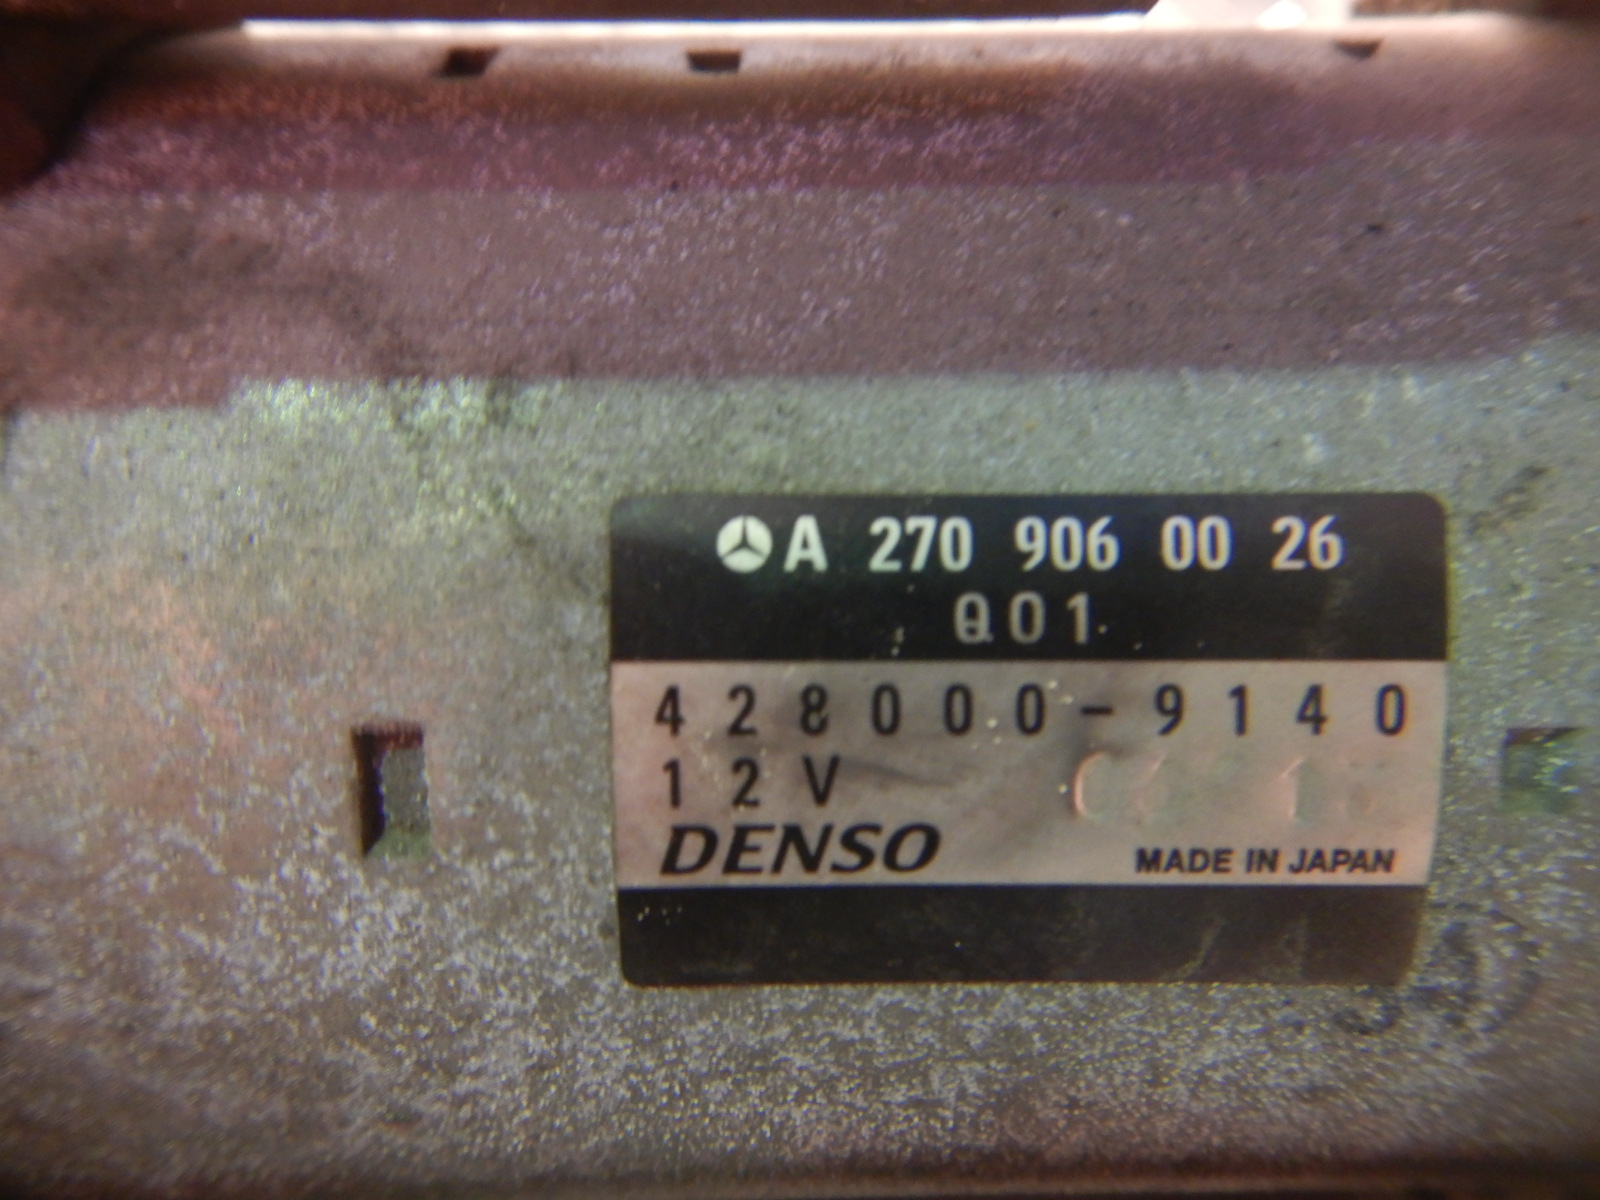 A 270 906 00 26
Q01
428000-9140
12V
DENSO
MADE IN JAPAN